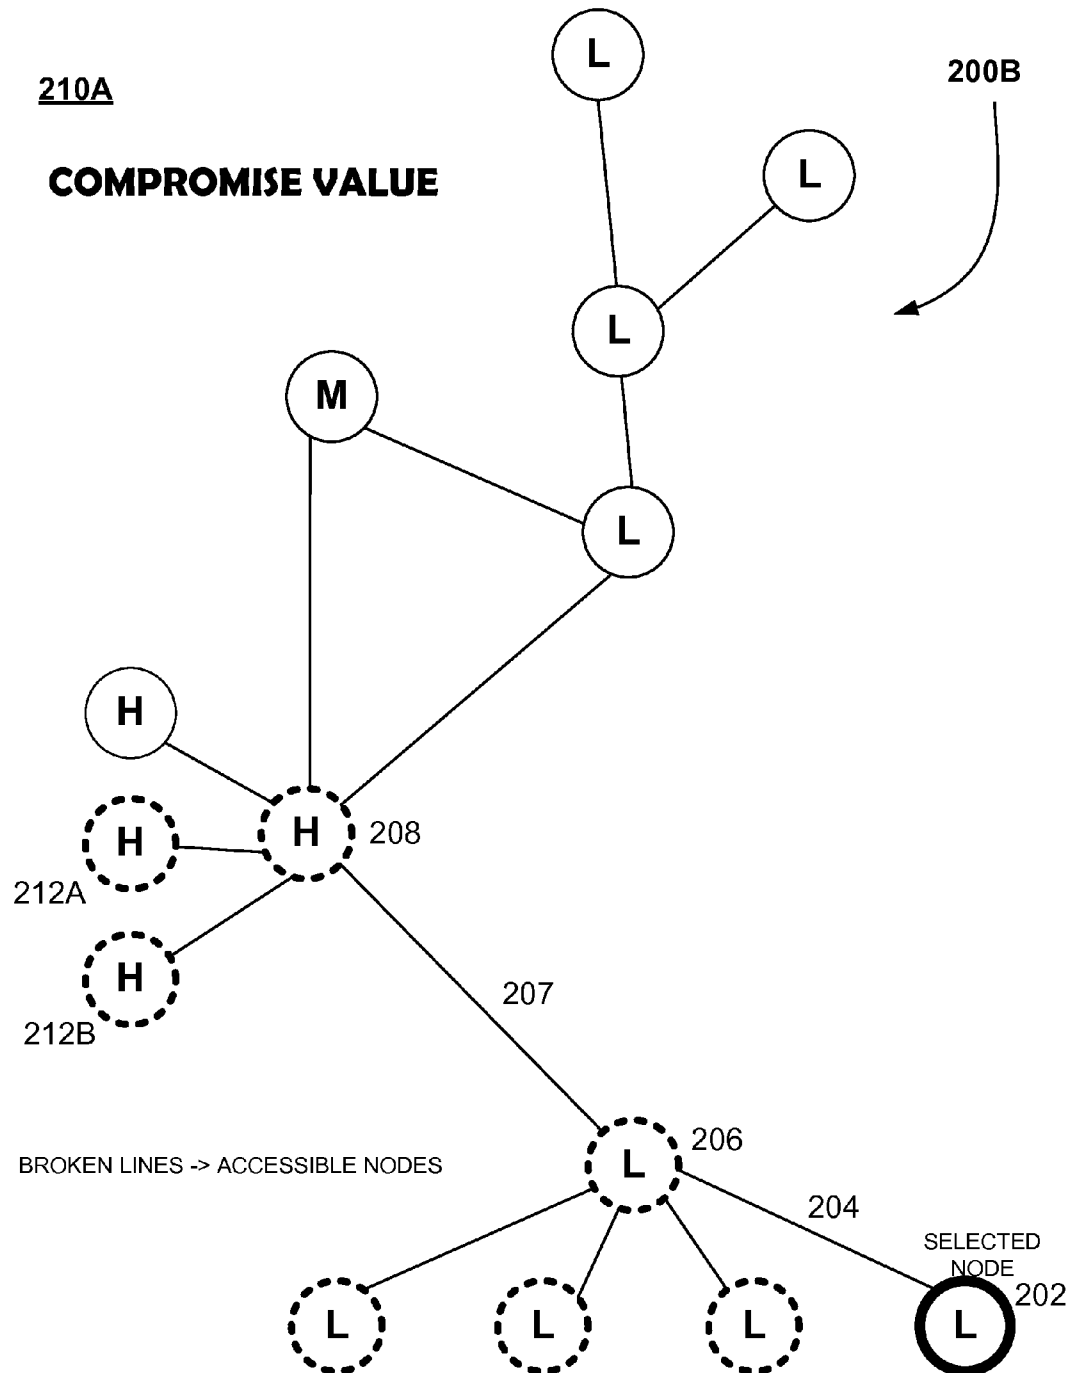 L
210A
200B
L
COMPROMISE VALUE
L
M
L
H
H
208
H
212A
H
207
212B
206
L
BROKEN LINES -> ACCESSIBLE NODES
204
SELECTED
NODE
202
L
L
L
L